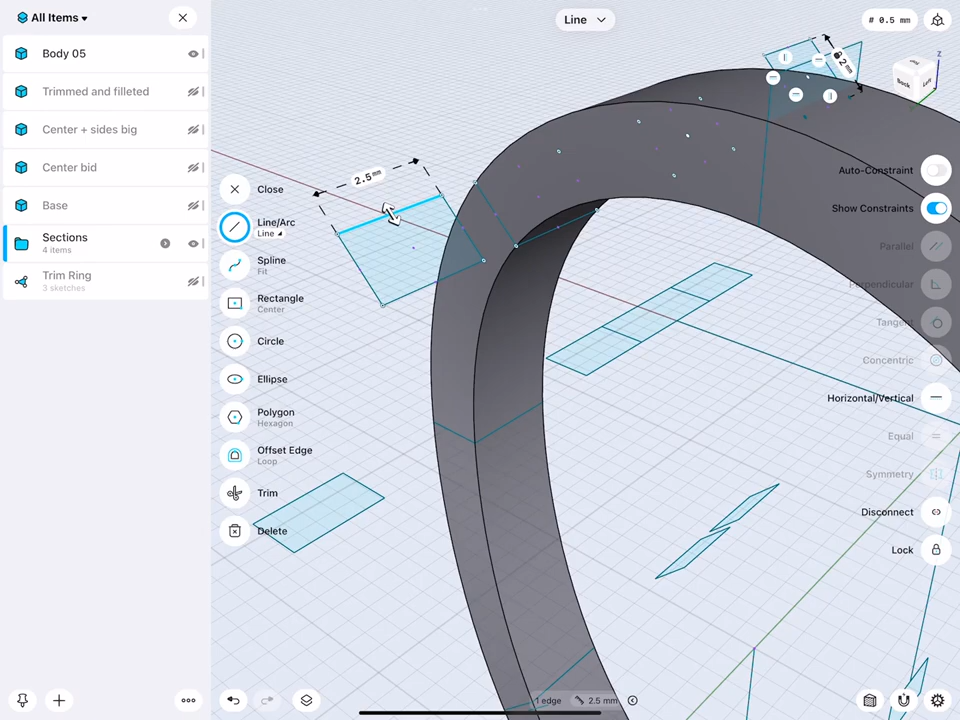 All Items ▾
Body 05
Trimmed and filleted
Center + sides big
Center bid
Base
Sections
4 items
Trim Ring
3 sketches
Line
# 0.5 mm
Z
Back
Left
2.5 mm
Close
Line/Arc
Line
Spline
Fit
Rectangle
Center
Circle
Ellipse
Polygon
Hexagon
Offset Edge
Loop
Trim
Delete
Auto-Constraint
Show Constraints
Parallel
Perpendicular
Tangent
Concentric
Horizontal/Vertical
Equal
Symmetry
Disconnect
Lock
1 edge
2.5 mm